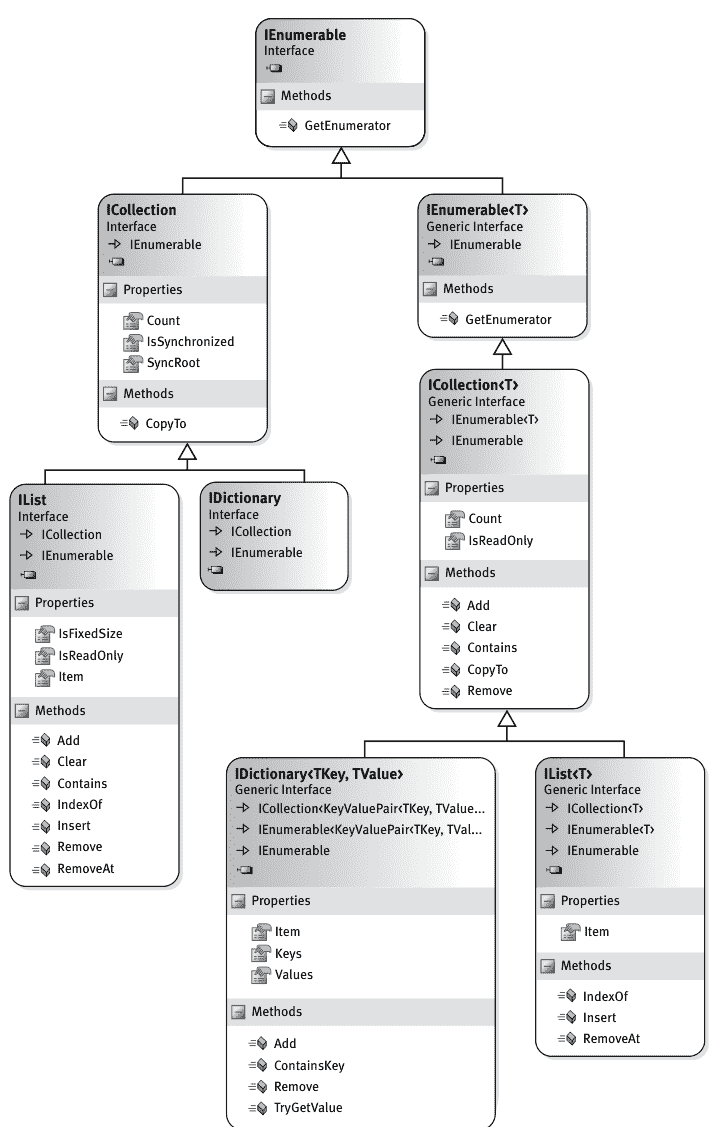 IEnumerable
Interface
Methods
GetEnumerator
ICollection
Interface
IEnumerable
Properties
Count
IsSynchronized
SyncRoot
Methods
CopyTo
IEnumerable<T>
Generic Interface
IEnumerable
Methods
GetEnumerator
ICollection<T>
Generic Interface
IEnumerable<T>
IEnumerable
Properties
Count
IsReadOnly
Methods
Add
Clear
Contains
CopyTo
Remove
IList
Interface
ICollection
IEnumerable
Properties
IsFixedSize
IsReadOnly
Item
Methods
Add
Clear
Contains
IndexOf
Insert
Remove
RemoveAt
IDictionary
Interface
ICollection
IEnumerable
IDictionary<TKey, TValue>
Generic Interface
ICollection<KeyValuePair<TKey, TValue...
IEnumerable<KeyValuePair<TKey, TVal...
IEnumerable
Properties
Item
Keys
Values
Methods
Add
ContainsKey
Remove
TryGetValue
IList<T>
Generic Interface
ICollection<T>
IEnumerable<T>
IEnumerable
Properties
Item
Methods
IndexOf
Insert
RemoveAt